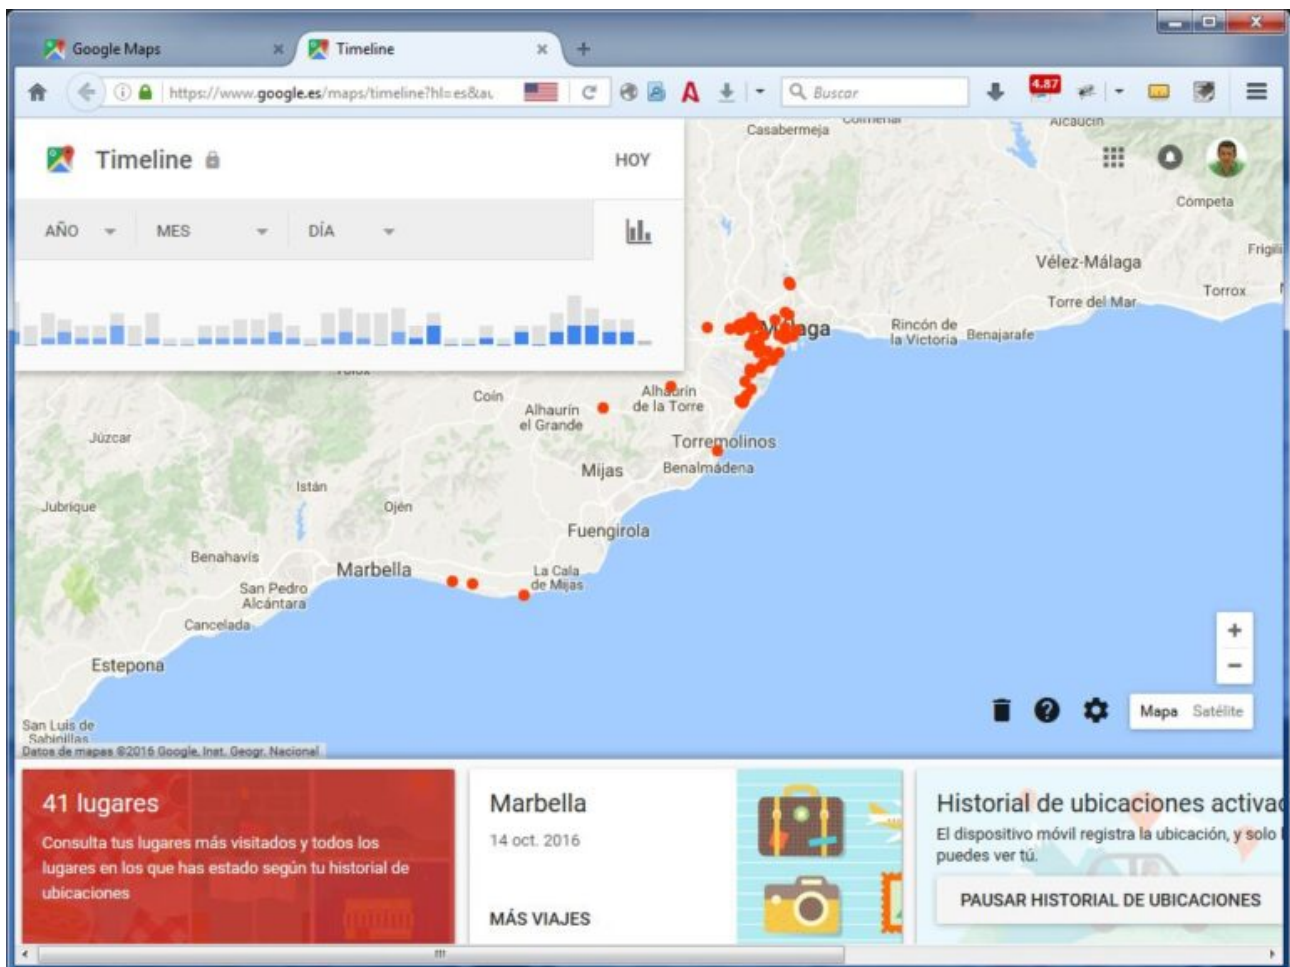 Google Maps
Timeline
https://www.google.es/maps/timeline?hl=es&au
Buscar
4.87
Timeline
HOY
AÑO
MES
DÍA
Casabermeja
Colmenar
Alcaucín
Cómpeta
Vélez-Málaga
Frigili
Torre del Mar
Torrox
Málaga
Rincón de
la Victoria
Benajarafe
Tolox
Coín
Alhaurín
de la Torre
Alhaurín
el Grande
Júzcar
Torremolinos
Mijas
Benalmádena
Istán
Ojén
Jubrique
Fuengirola
Benahavís
Marbella
La Cala
de Mijas
San Pedro
Alcántara
Cancelada
Estepona
San Luis de
Sabinillas
Mapa
Satélite
Datos de mapas ©2016 Google, Inst. Geogr. Nacional
41 lugares
Consulta tus lugares más visitados y todos los
lugares en los que has estado según tu historial de
ubicaciones
Marbella
14 oct. 2016
MÁS VIAJES
Historial de ubicaciones activad
El dispositivo móvil registra la ubicación, y solo l
puedes ver tú.
PAUSAR HISTORIAL DE UBICACIONES